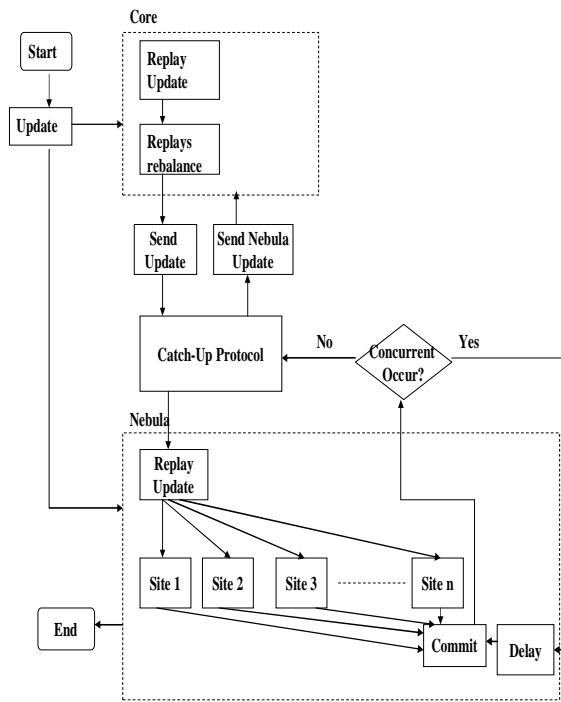 Core
Start
Replay
Update
Update
Replays
rebalance
Send
Update
Send Nebula
Update
Catch-Up Protocol
No
Concurrent
Occur?
Yes
Nebula
Replay
Update
Site 1
Site 2
Site 3
Site n
End
Commit
Delay